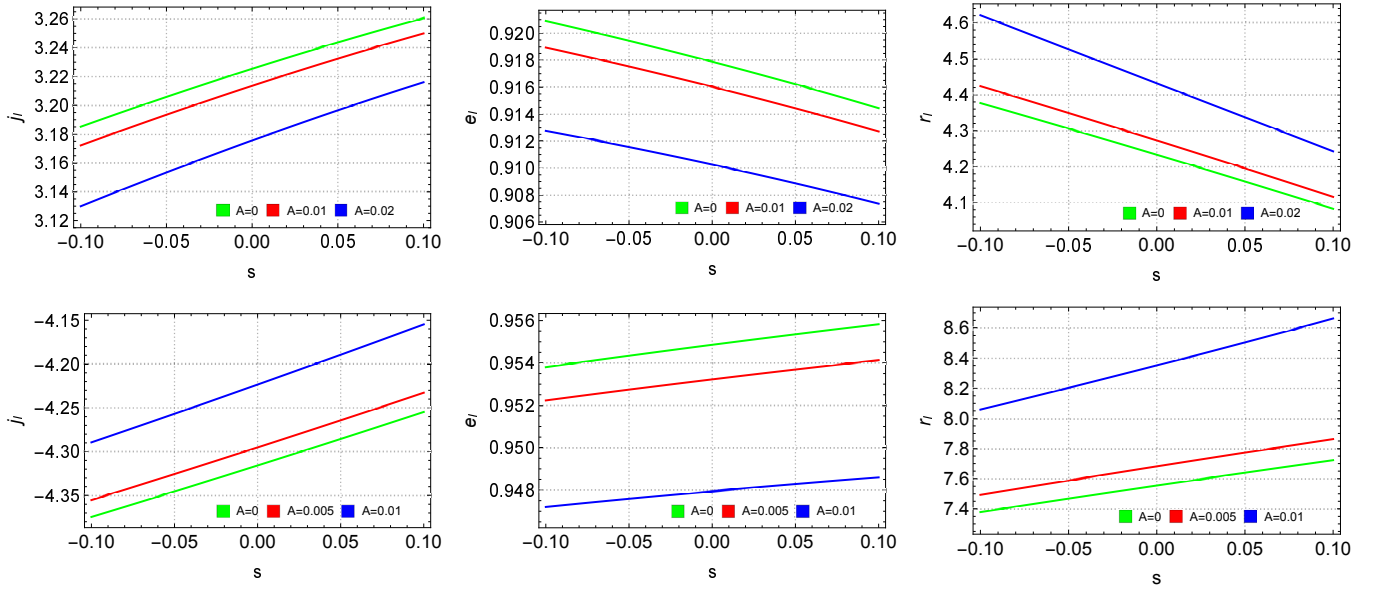 3.26
3.24
3.22
3.20
3.18
3.16
3.14
3.12
jₗ
A=0 A=0.01 A=0.02
−0.10 −0.05 0.00 0.05 0.10
s
0.920
0.918
0.916
0.914
0.912
0.910
0.908
0.906
eₗ
A=0 A=0.01 A=0.02
−0.10 −0.05 0.00 0.05 0.10
s
4.6
4.5
4.4
4.3
4.2
4.1
rₗ
A=0 A=0.01 A=0.02
−0.10 −0.05 0.00 0.05 0.10
s
−4.15
−4.20
−4.25
−4.30
−4.35
jₗ
A=0 A=0.005 A=0.01
−0.10 −0.05 0.00 0.05 0.10
s
0.956
0.954
0.952
0.950
0.948
eₗ
A=0 A=0.005 A=0.01
−0.10 −0.05 0.00 0.05 0.10
s
8.6
8.4
8.2
8.0
7.8
7.6
7.4
rₗ
A=0 A=0.005 A=0.01
−0.10 −0.05 0.00 0.05 0.10
s